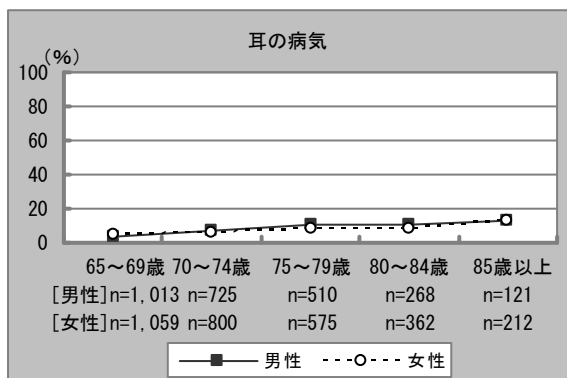 耳の病気
(%)
100
80
60
40
20
0
65～69歳 70～74歳 75～79歳 80～84歳 85歳以上
[男性]n=1,013 n=725 n=510 n=268 n=121
[女性]n=1,059 n=800 n=575 n=362 n=212
男性 女性